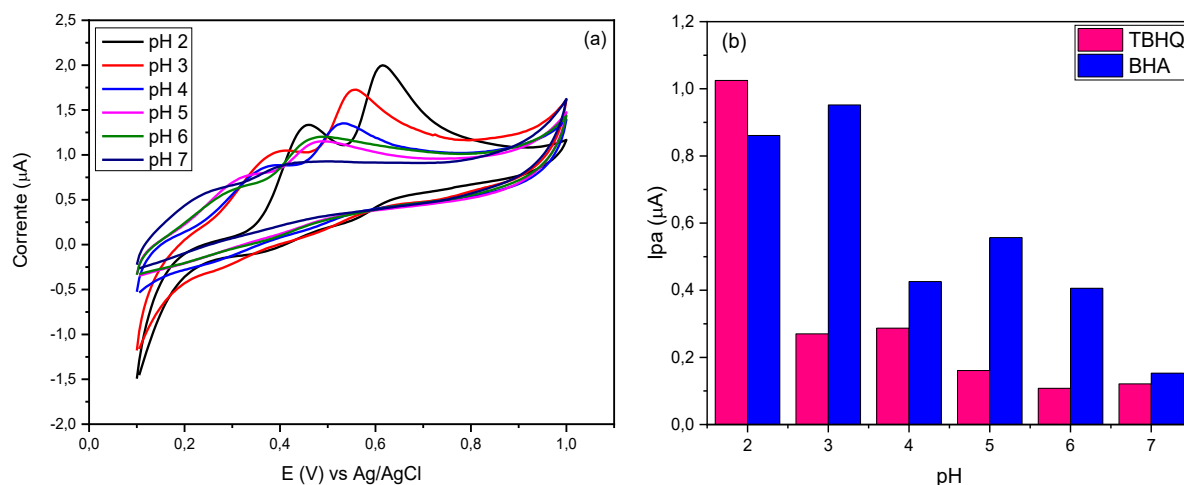 (a)
pH 2
pH 3
pH 4
pH 5
pH 6
pH 7
2,5
2,0
1,5
1,0
0,5
0,0
-0,5
-1,0
-1,5
-2,0
Corrente (µA)
0,0 0,2 0,4 0,6 0,8 1,0
E (V) vs Ag/AgCl
(b)
TBHQ
BHA
1,2
1,0
0,8
0,6
0,4
0,2
0,0
Ipa (µA)
2 3 4 5 6 7
pH